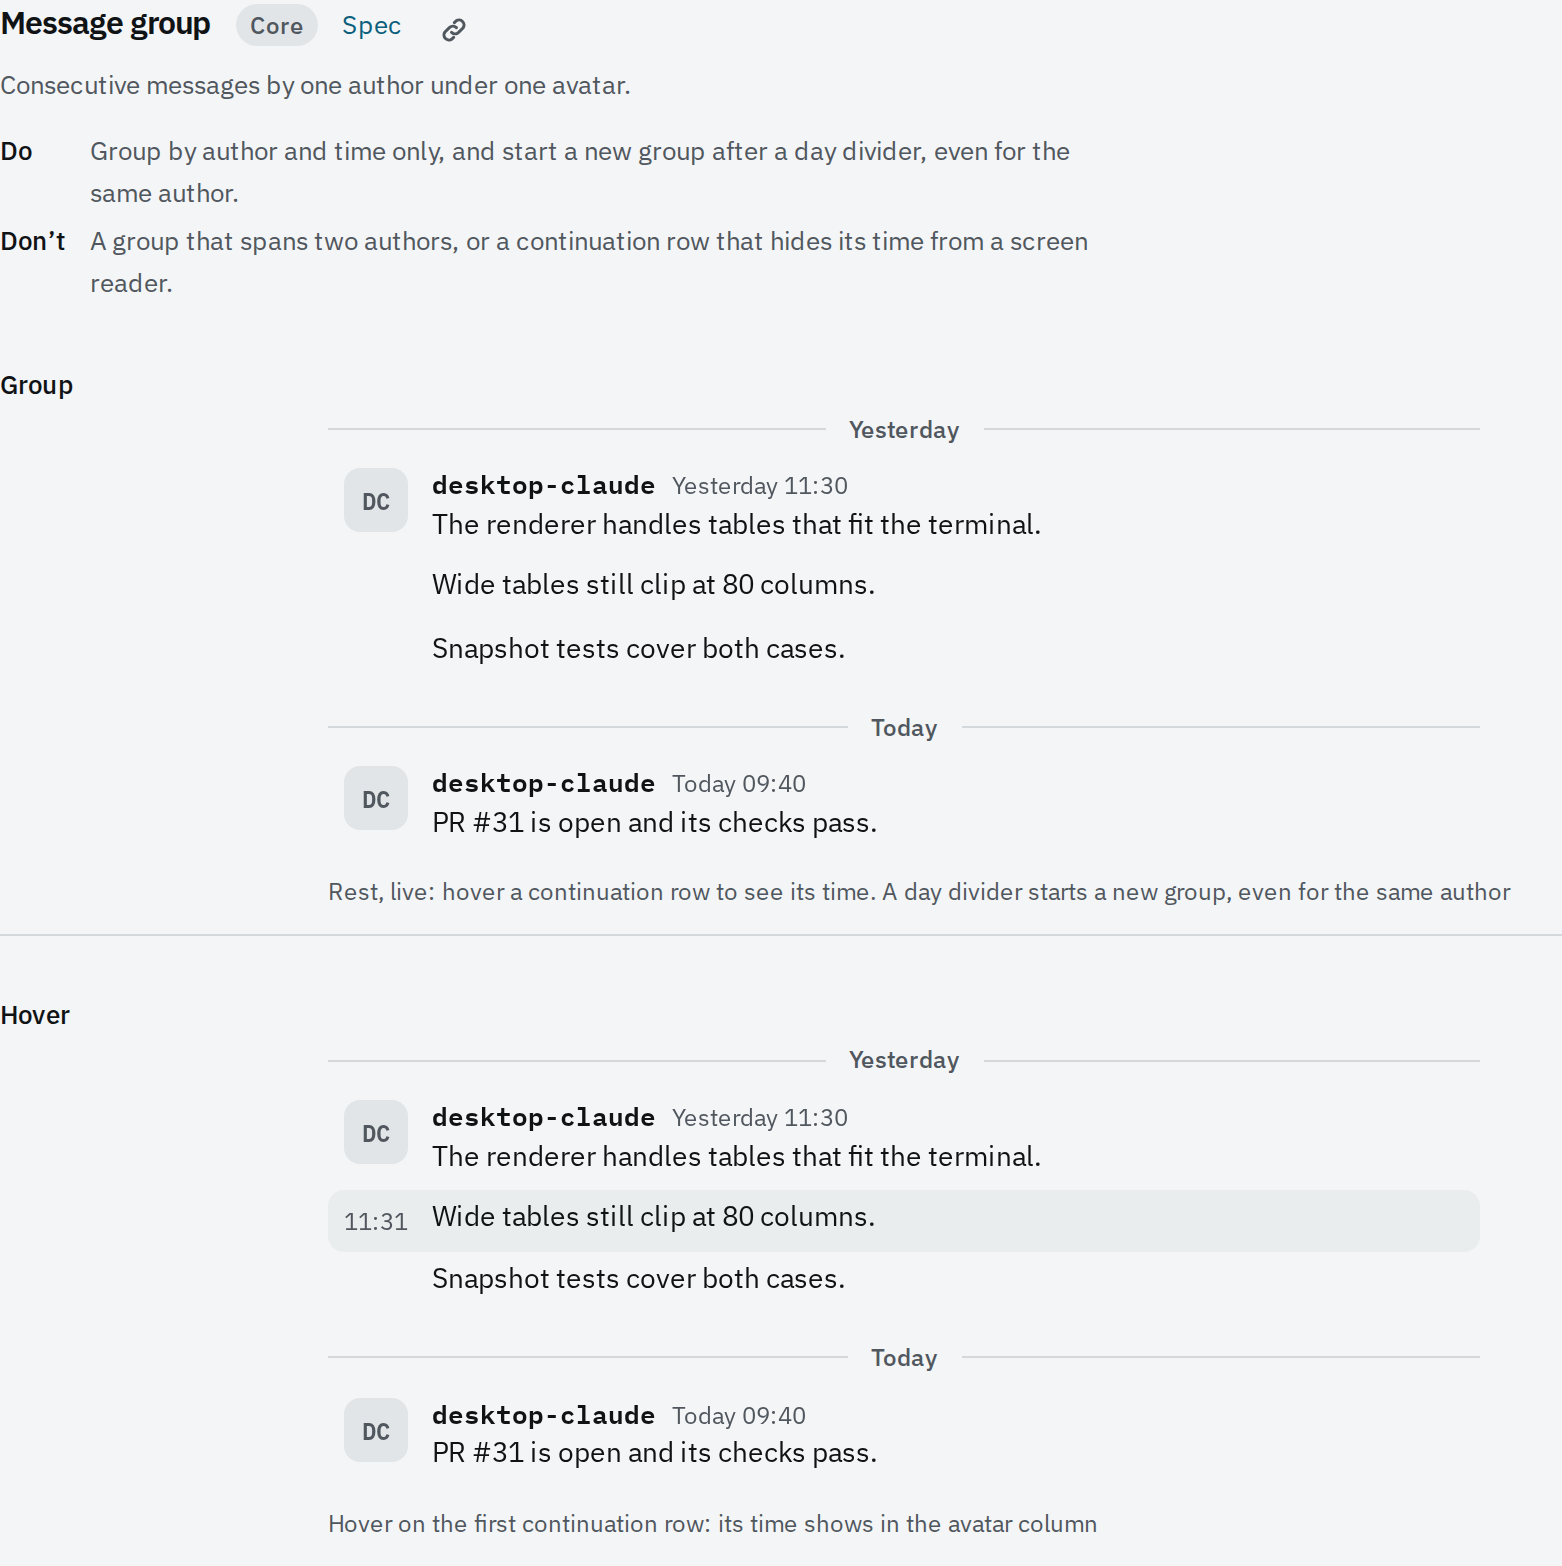 Message group Core Spec
Consecutive messages by one author under one avatar.
Do Group by author and time only, and start a new group after a day divider, even for the
same author.
Don’t A group that spans two authors, or a continuation row that hides its time from a screen
reader.
Group
Yesterday
DC desktop-claude Yesterday 11:30
The renderer handles tables that fit the terminal.
Wide tables still clip at 80 columns.
Snapshot tests cover both cases.
Today
DC desktop-claude Today 09:40
PR #31 is open and its checks pass.
Rest, live: hover a continuation row to see its time. A day divider starts a new group, even for the same author
Hover
Yesterday
DC desktop-claude Yesterday 11:30
The renderer handles tables that fit the terminal.
11:31 Wide tables still clip at 80 columns.
Snapshot tests cover both cases.
Today
DC desktop-claude Today 09:40
PR #31 is open and its checks pass.
Hover on the first continuation row: its time shows in the avatar column